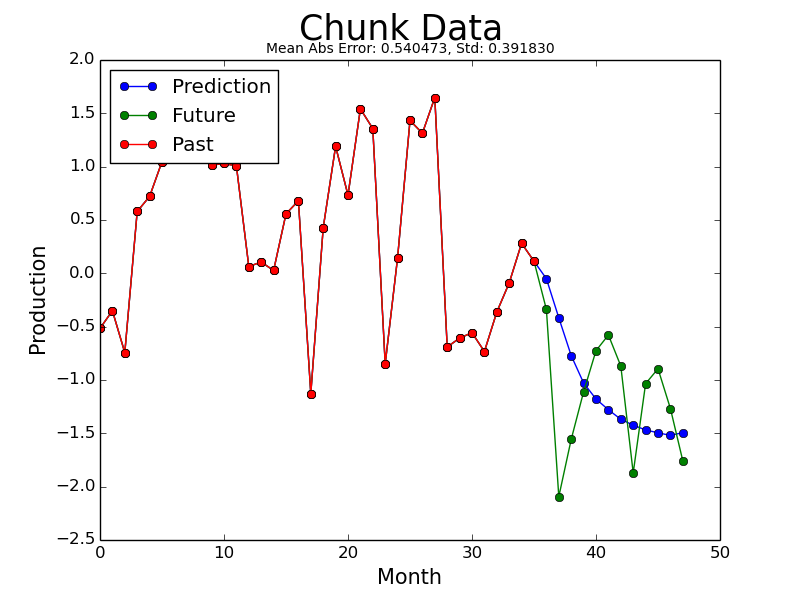 Chunk Data
Mean Abs Error: 0.540473, Std: 0.391830
Prediction
Future
Past
2.0
1.5
1.0
0.5
0.0
−0.5
−1.0
−1.5
−2.0
−2.5
Production
0 10 20 30 40 50
Month